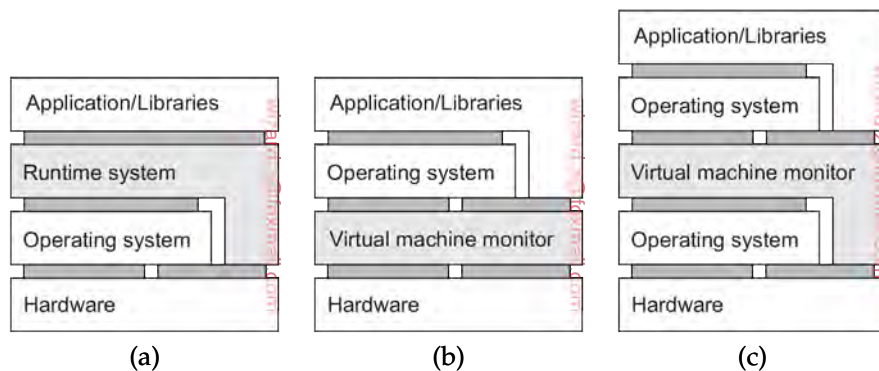 Application/Libraries
Runtime system
Operating system
Hardware
(a)
Application/Libraries
Operating system
Virtual machine monitor
Hardware
(b)
Application/Libraries
Operating system
Virtual machine monitor
Operating system
Hardware
(c)